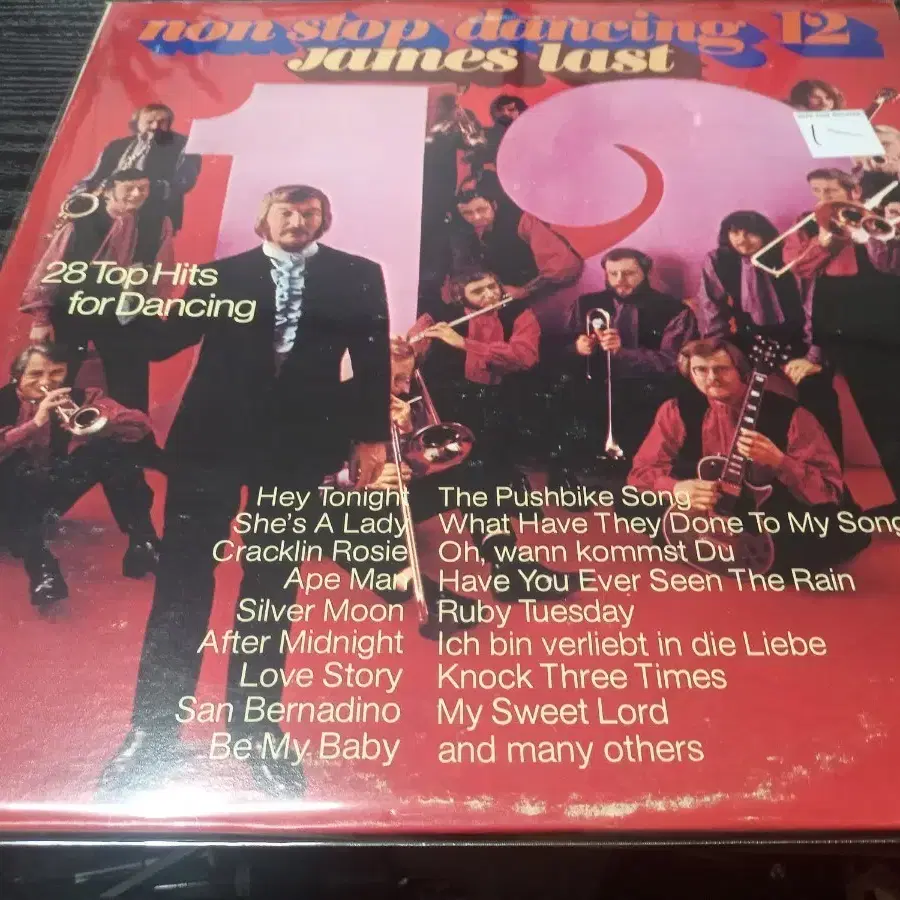 non stop dancing 12
james last
12
28 Top Hits
for Dancing
Hey Tonight
She's A Lady
Cracklin Rosie
Ape Man
Silver Moon
After Midnight
Love Story
San Bernadino
Be My Baby
The Pushbike Song
What Have They Done To My Song
Oh, wann kommst Du
Have You Ever Seen The Rain
Ruby Tuesday
Ich bin verliebt in die Liebe
Knock Three Times
My Sweet Lord
and many others